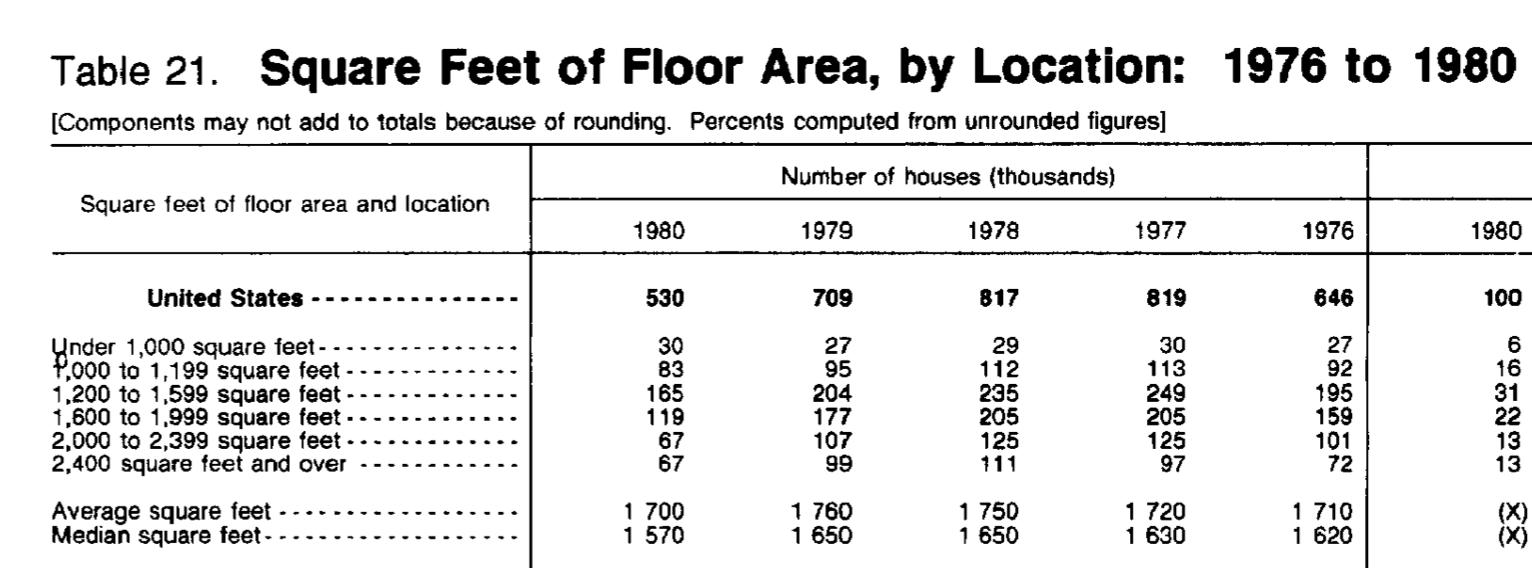 Table 21. Square Feet of Floor Area, by Location: 1976 to 1980
[Components may not add to totals because of rounding. Percents computed from unrounded figures]
Square feet of floor area and location
Number of houses (thousands)
1980 1979 1978 1977 1976 1980
United States 530 709 817 819 646 100
Under 1,000 square feet 30 27 29 30 27 6
1,000 to 1,199 square feet 83 95 112 113 92 16
1,200 to 1,599 square feet 165 204 235 249 195 31
1,600 to 1,999 square feet 119 177 205 205 159 22
2,000 to 2,399 square feet 67 107 125 125 101 13
2,400 square feet and over 67 99 111 97 72 13
Average square feet 1 700 1 760 1 750 1 720 1 710 (X)
Median square feet 1 570 1 650 1 650 1 630 1 620 (X)